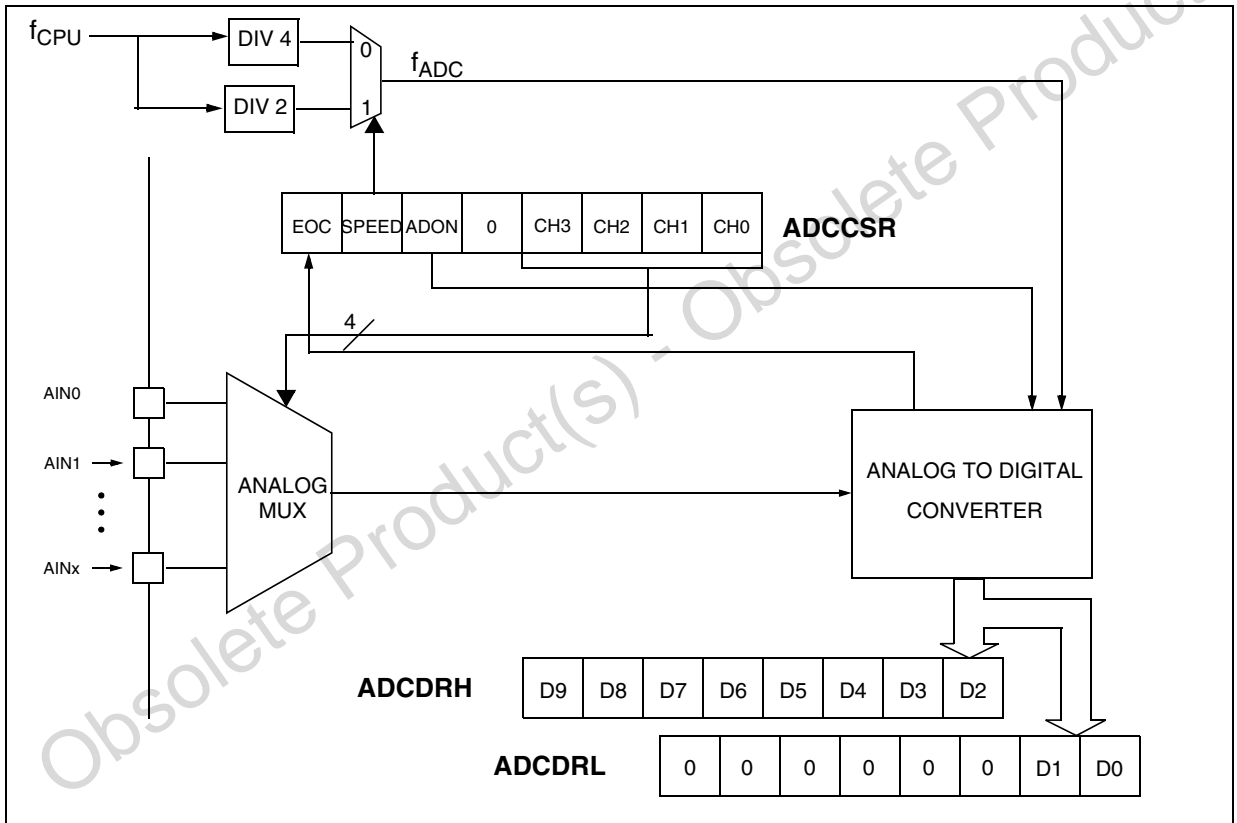 fCPU
DIV 4
0
fADC
DIV 2
1
EOC SPEED ADON 0 CH3 CH2 CH1 CH0
ADCCSR
4
AIN0
AIN1
ANALOG
MUX
AINx
ANALOG TO DIGITAL
CONVERTER
ADCDRH
D9 D8 D7 D6 D5 D4 D3 D2
ADCDRL
0 0 0 0 0 0 D1 D0
Obsolete Product(s) - Obsolete Product